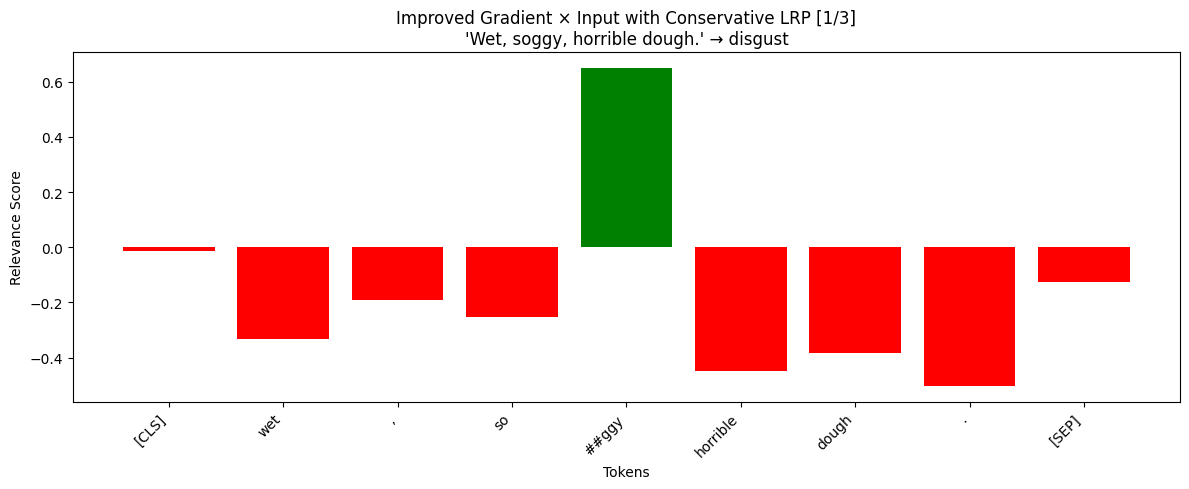 Improved Gradient × Input with Conservative LRP [1/3]
'Wet, soggy, horrible dough.' → disgust
Relevance Score
0.6
0.4
0.2
0.0
−0.2
−0.4
[CLS]
wet
,
so
##ggy
horrible
dough
.
[SEP]
Tokens